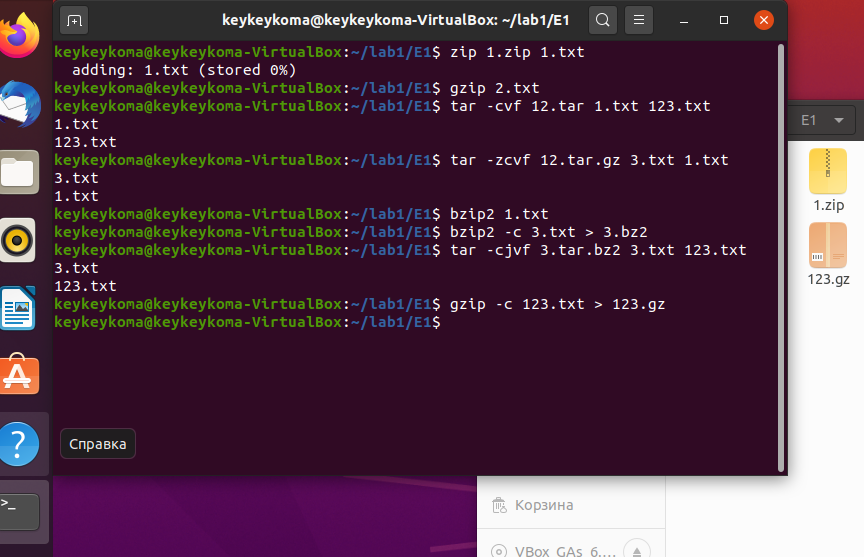 keykeykoma@keykeykoma-VirtualBox: ~/lab1/E1
keykeykoma@keykeykoma-VirtualBox:~/lab1/E1$ zip 1.zip 1.txt
adding: 1.txt (stored 0%)
keykeykoma@keykeykoma-VirtualBox:~/lab1/E1$ gzip 2.txt
keykeykoma@keykeykoma-VirtualBox:~/lab1/E1$ tar -cvf 12.tar 1.txt 123.txt
1.txt
123.txt
keykeykoma@keykeykoma-VirtualBox:~/lab1/E1$ tar -zcvf 12.tar.gz 3.txt 1.txt
3.txt
1.txt
keykeykoma@keykeykoma-VirtualBox:~/lab1/E1$ bzip2 1.txt
keykeykoma@keykeykoma-VirtualBox:~/lab1/E1$ bzip2 -c 3.txt > 3.bz2
keykeykoma@keykeykoma-VirtualBox:~/lab1/E1$ tar -cjvf 3.tar.bz2 3.txt 123.txt
3.txt
123.txt
keykeykoma@keykeykoma-VirtualBox:~/lab1/E1$ gzip -c 123.txt > 123.gz
keykeykoma@keykeykoma-VirtualBox:~/lab1/E1$
Справка
E1
1.zip
123.gz
Корзина
VBox_GAs_6....